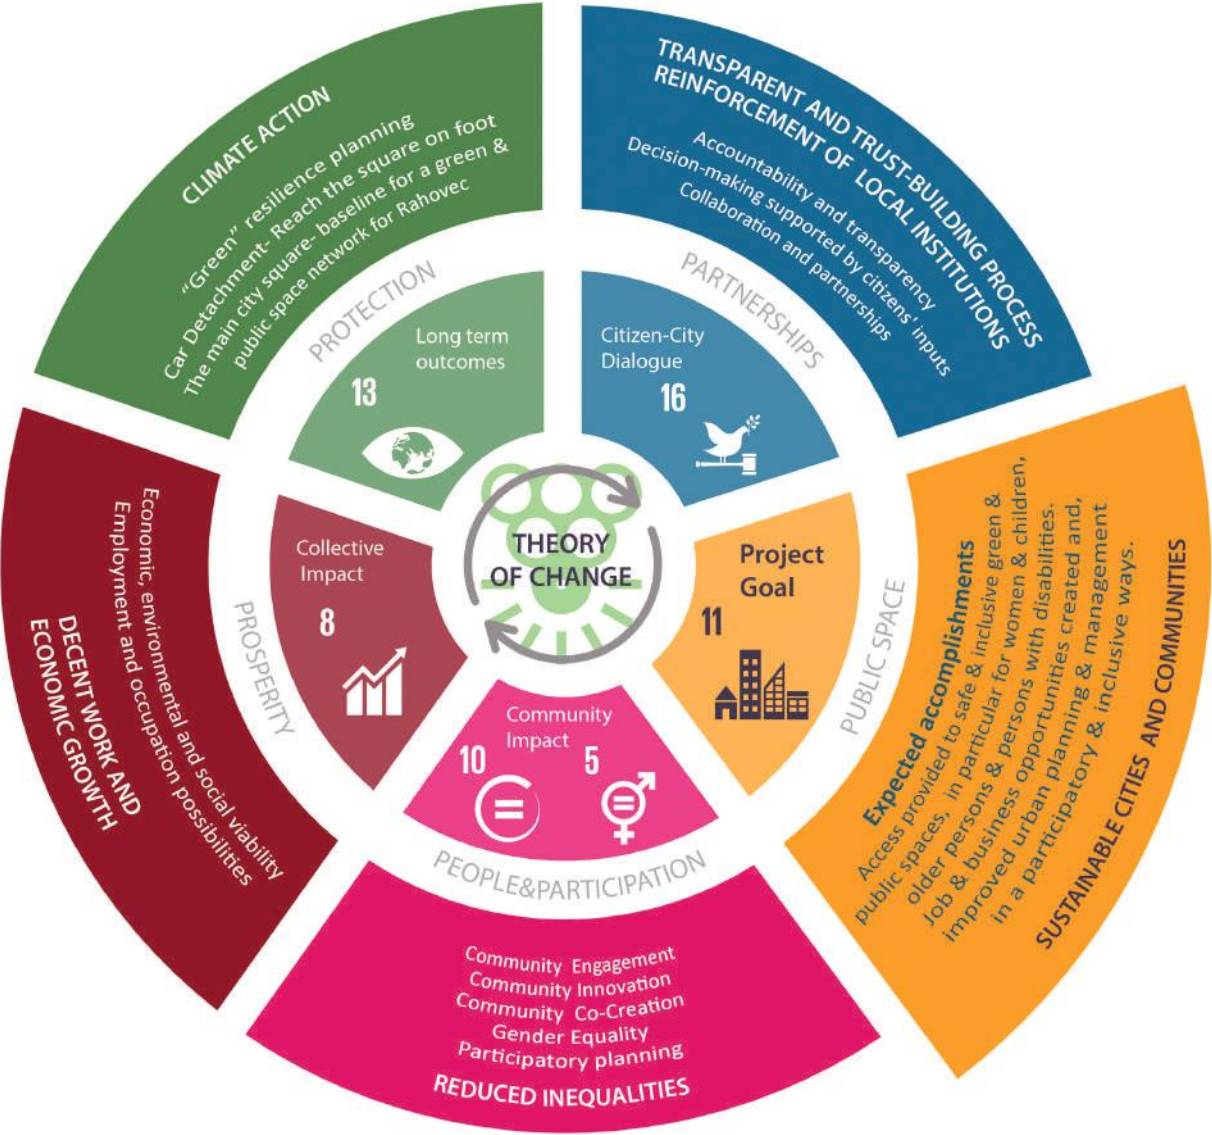 CLIMATE ACTION
“Green” resilience planning
Car Detachment- Reach the square on foot
The main city square- baseline for a green &
public space network for Rahovec
PROTECTION
Long term
outcomes
13
TRANSPARENT AND TRUST-BUILDING PROCESS
REINFORCEMENT OF LOCAL INSTITUTIONS
Accountability and transparency
Decision-making supported by citizens’ inputs
Collaboration and partnerships
PARTNERSHIPS
Citizen-City
Dialogue
16
THEORY
OF CHANGE
Project
Goal
11
PUBLIC SPACE
Expected accomplishments
Access provided to safe & inclusive green &
public spaces, in particular for women & children,
older persons & persons with disabilities.
Job & business opportunities created and,
improved urban planning & management
in a participatory & inclusive ways.
SUSTAINABLE CITIES AND COMMUNITIES
Community
Impact
10
5
PEOPLE&PARTICIPATION
Community Engagement
Community Innovation
Community Co-Creation
Gender Equality
Participatory planning
REDUCED INEQUALITIES
Collective
Impact
8
PROSPERITY
Economic, environmental and social viability
Employment and occupation possibilities
DECENT WORK AND
ECONOMIC GROWTH